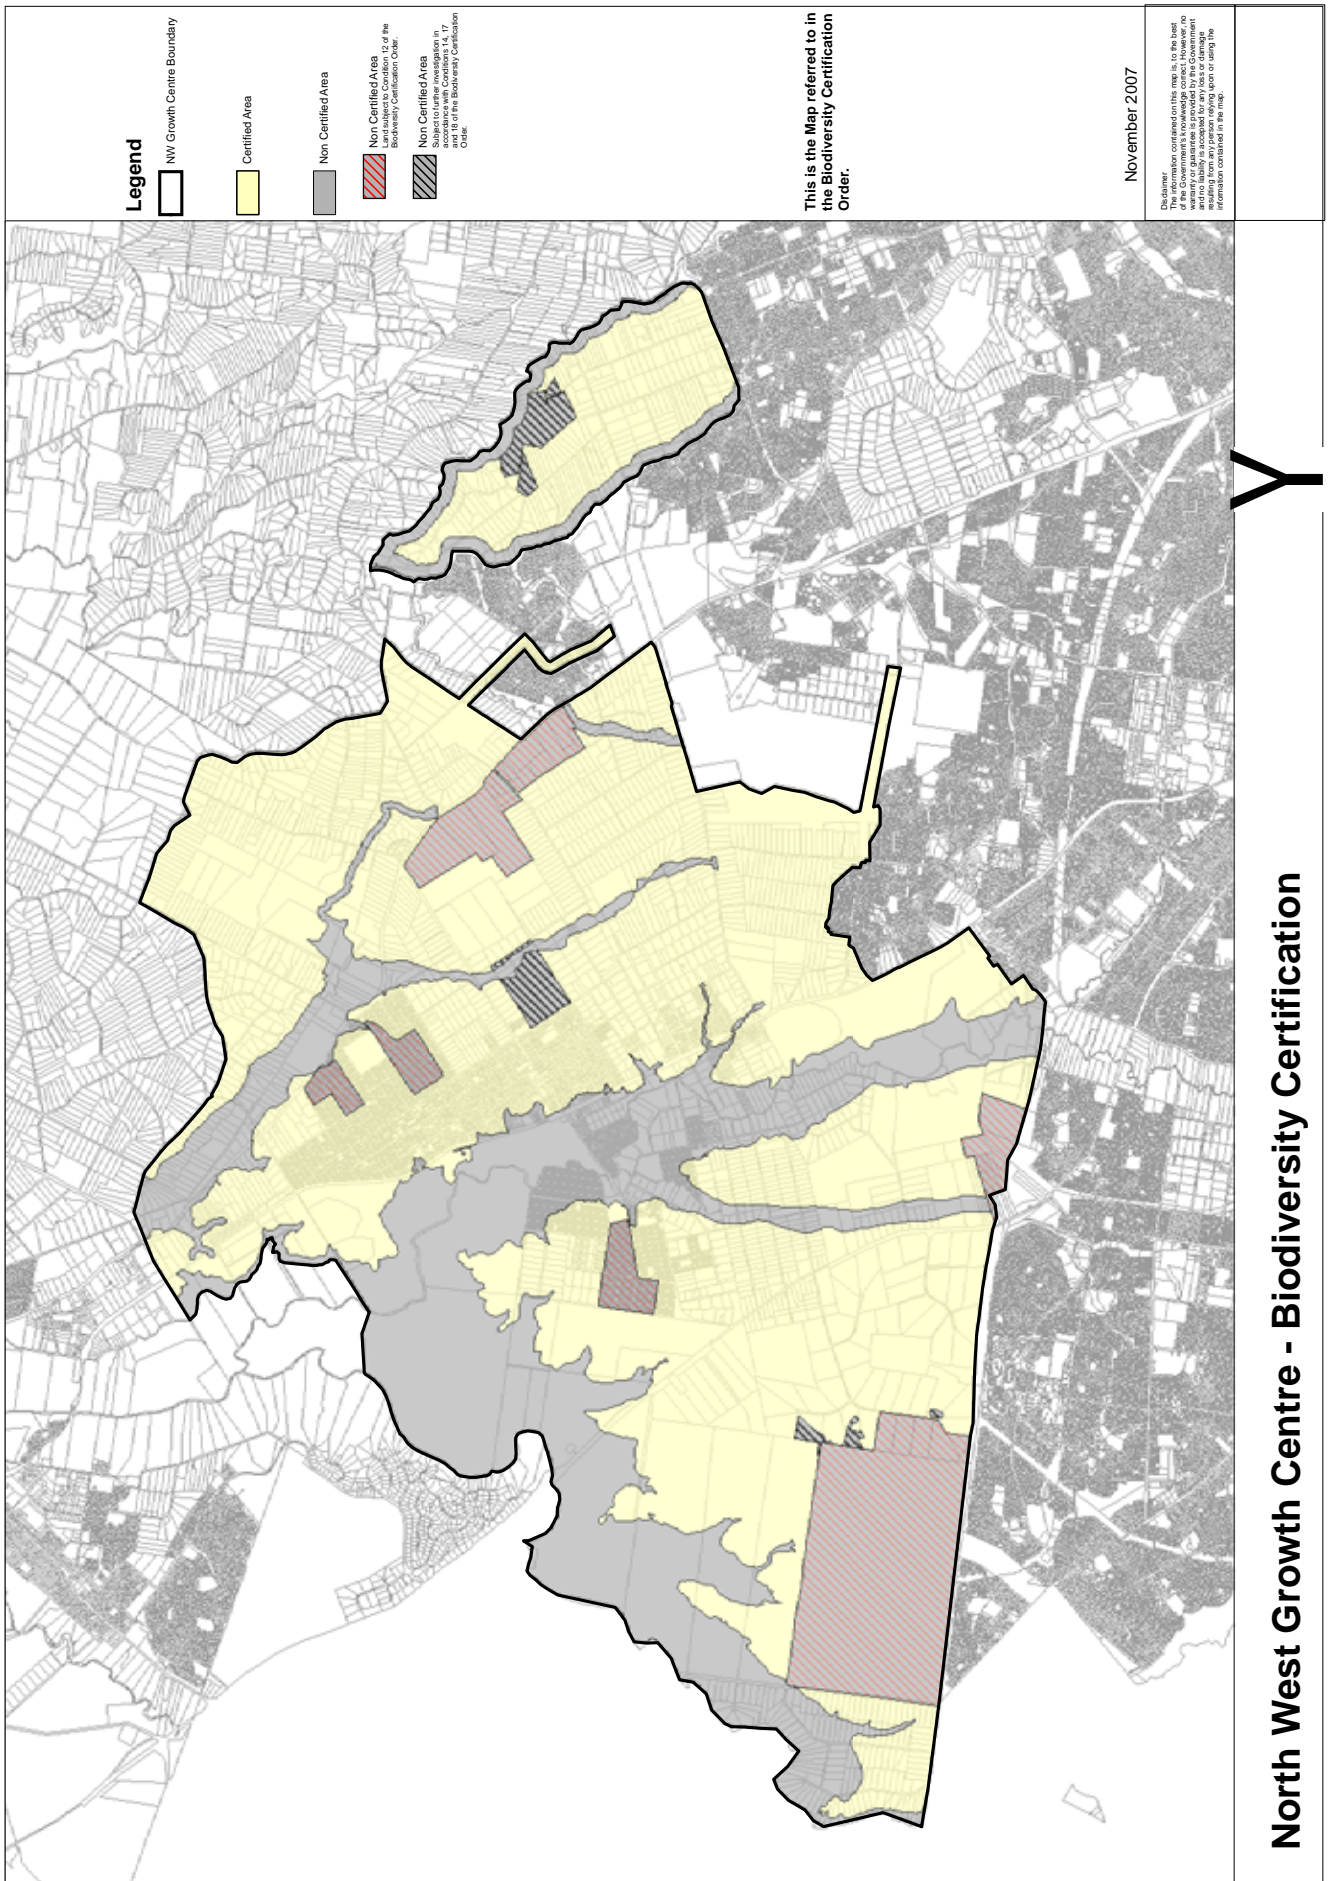 Legend
NW Growth Centre Boundary
Certified Area
Non Certified Area
Non Certified Area
Land subject to Condition 12 of the
Biodiversity Certification Order.
Non Certified Area
Subject to further investigation in
accordance with Conditions 14, 17
and 18 of the Biodiversity Certification
Order.
This is the Map referred to in
the Biodiversity Certification
Order.
November 2007
Disclaimer
The information contained on this map is, to the best
of the Government's knowlwedge correct. However, no
warranty or guarantee is provided by the Government
and no liability is accepted for any loss or damage
resulting from any person relying upon or using the
information contained in the map.
North West Growth Centre - Biodiversity Certification